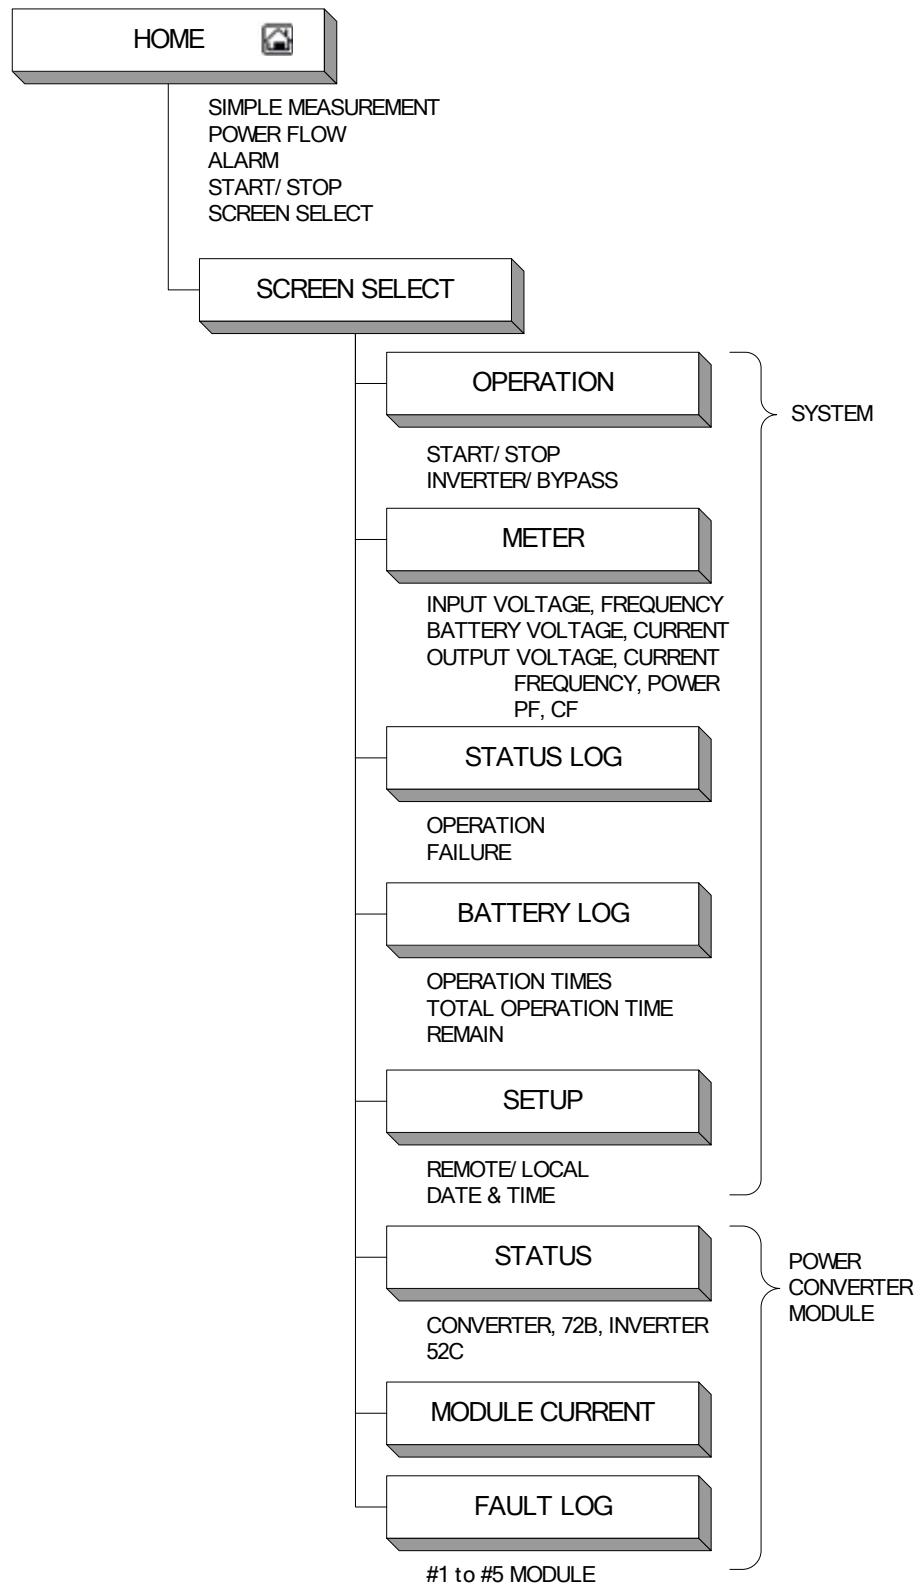 HOME
SIMPLE MEASUREMENT
POWER FLOW
ALARM
START/ STOP
SCREEN SELECT
SCREEN SELECT
OPERATION
SYSTEM
START/ STOP
INVERTER/ BYPASS
METER
INPUT VOLTAGE, FREQUENCY
BATTERY VOLTAGE, CURRENT
OUTPUT VOLTAGE, CURRENT
FREQUENCY, POWER
PF, CF
STATUS LOG
OPERATION
FAILURE
BATTERY LOG
OPERATION TIMES
TOTAL OPERATION TIME
REMAIN
SETUP
REMOTE/ LOCAL
DATE & TIME
STATUS
POWER
CONVERTER
MODULE
CONVERTER, 72B, INVERTER
52C
MODULE CURRENT
FAULT LOG
#1 to #5 MODULE